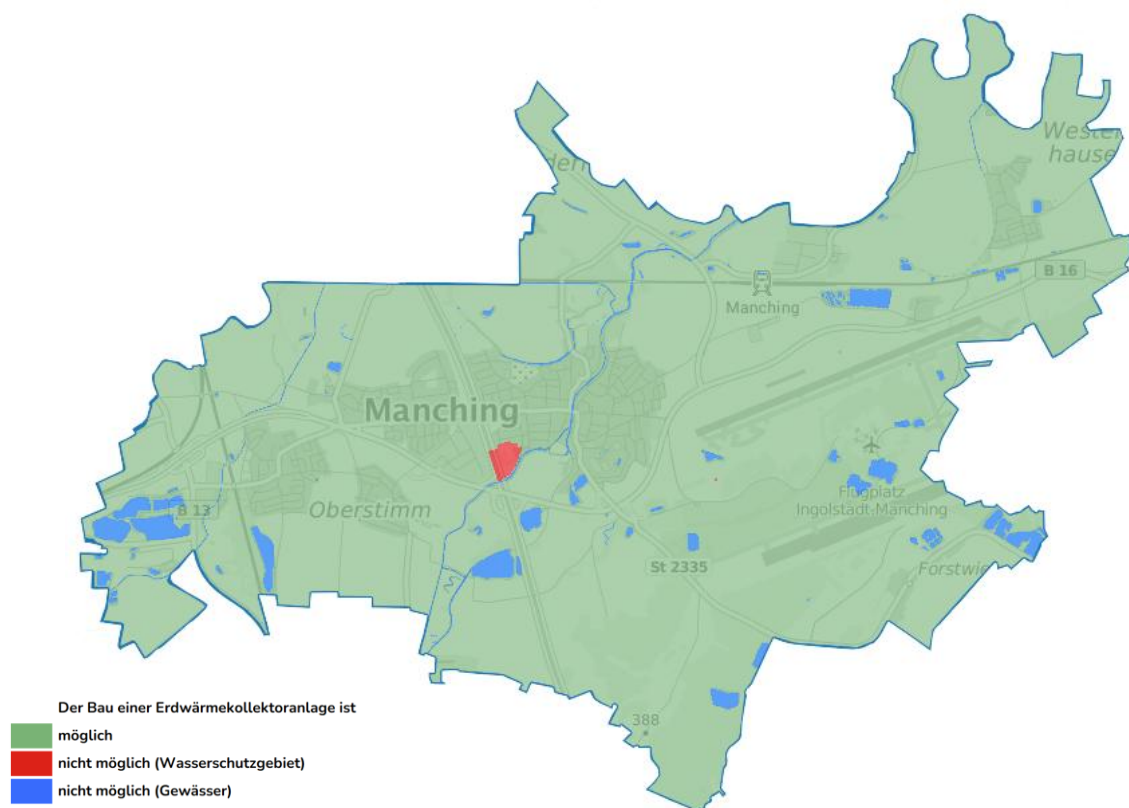 Wester
hause
B 16
Manching
Manching
Flugplatz
Ingolstadt-Manching
Oberstimm
B 13
St 2335
Forstwie
388
Der Bau einer Erdwärmekollektoranlage ist
möglich
nicht möglich (Wasserschutzgebiet)
nicht möglich (Gewässer)